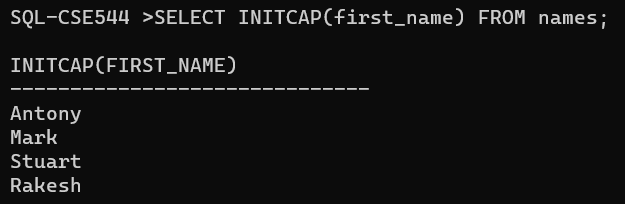 SQL-CSE544 >SELECT INITCAP(first_name) FROM names;
INITCAP(FIRST_NAME)
------------------------------
Antony
Mark
Stuart
Rakesh